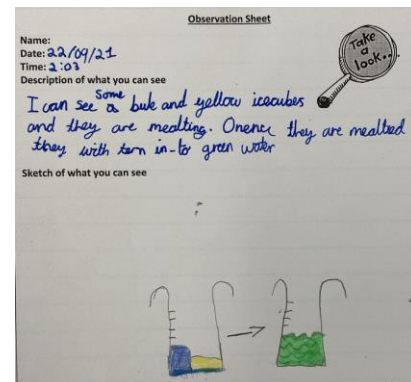 Observation Sheet
Name:
Date: 22/09/21
Time: 2:03
Take
a
look..
Description of what you can see
Some
I can see a bule and yellow icecubes
and they are mealting. Onence they are mealted
they with tern in-to green water
Sketch of what you can see